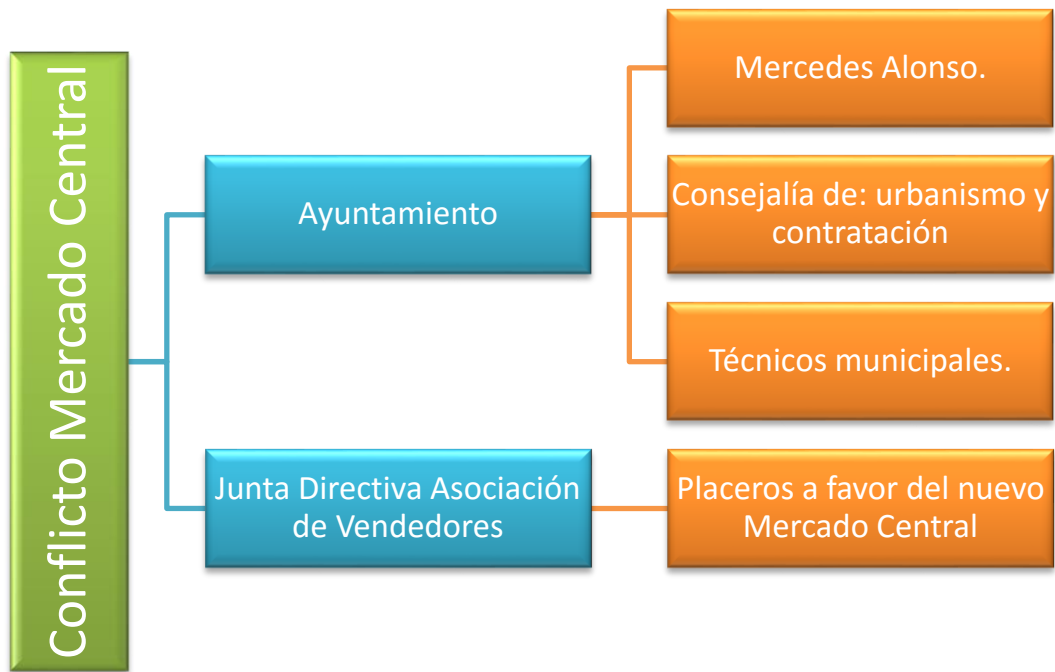 Conflicto Mercado Central
Ayuntamiento
Mercedes Alonso.
Consejalía de: urbanismo y
contratación
Técnicos municipales.
Junta Directiva Asociación
de Vendedores
Placeros a favor del nuevo
Mercado Central